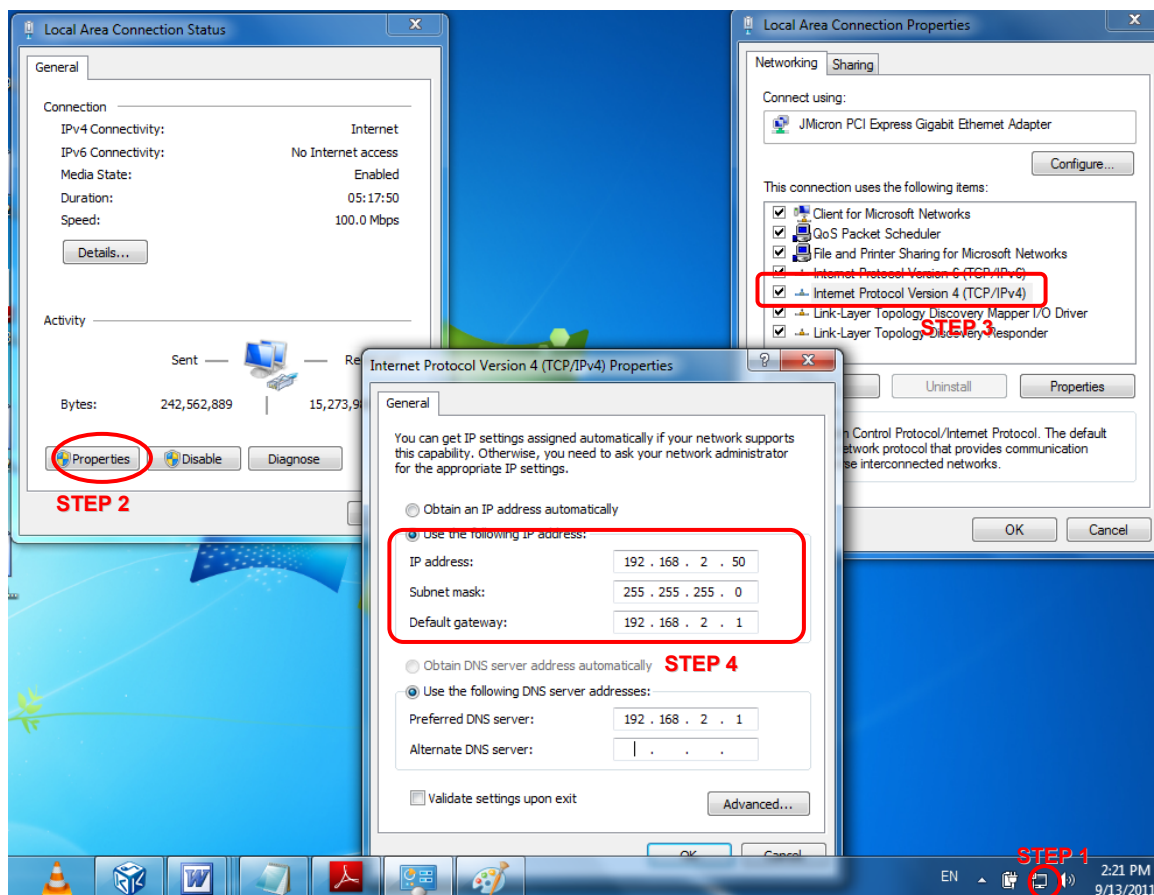 Local Area Connection Status
General
Connection
IPv4 Connectivity: Internet
IPv6 Connectivity: No Internet access
Media State: Enabled
Duration: 05:17:50
Speed: 100.0 Mbps
Details...
Activity
Sent
Bytes: 242,562,889
Properties Disable Diagnose
STEP 2
Local Area Connection Properties
Networking Sharing
Connect using:
JMicron PCI Express Gigabit Ethernet Adapter
Configure...
This connection uses the following items:
Client for Microsoft Networks
QoS Packet Scheduler
File and Printer Sharing for Microsoft Networks
Internet Protocol Version 6 (TCP/IPv6)
Internet Protocol Version 4 (TCP/IPv4)
Link-Layer Topology Discovery Mapper I/O Driver
Link-Layer Topology Discovery Responder
STEP 3
Uninstall Properties
Control Protocol/Internet Protocol. The default
network protocol that provides communication
interconnected networks.
OK Cancel
Internet Protocol Version 4 (TCP/IPv4) Properties
General
You can get IP settings assigned automatically if your network supports
this capability. Otherwise, you need to ask your network administrator
for the appropriate IP settings.
Obtain an IP address automatically
Use the following IP address:
IP address: 192 . 168 . 2 . 50
Subnet mask: 255 . 255 . 255 . 0
Default gateway: 192 . 168 . 2 . 1
STEP 4
Obtain DNS server address automatically
Use the following DNS server addresses:
Preferred DNS server: 192 . 168 . 2 . 1
Alternate DNS server: . . .
Validate settings upon exit
Advanced...
OK Cancel
STEP 1
EN
2:21 PM
9/13/2011